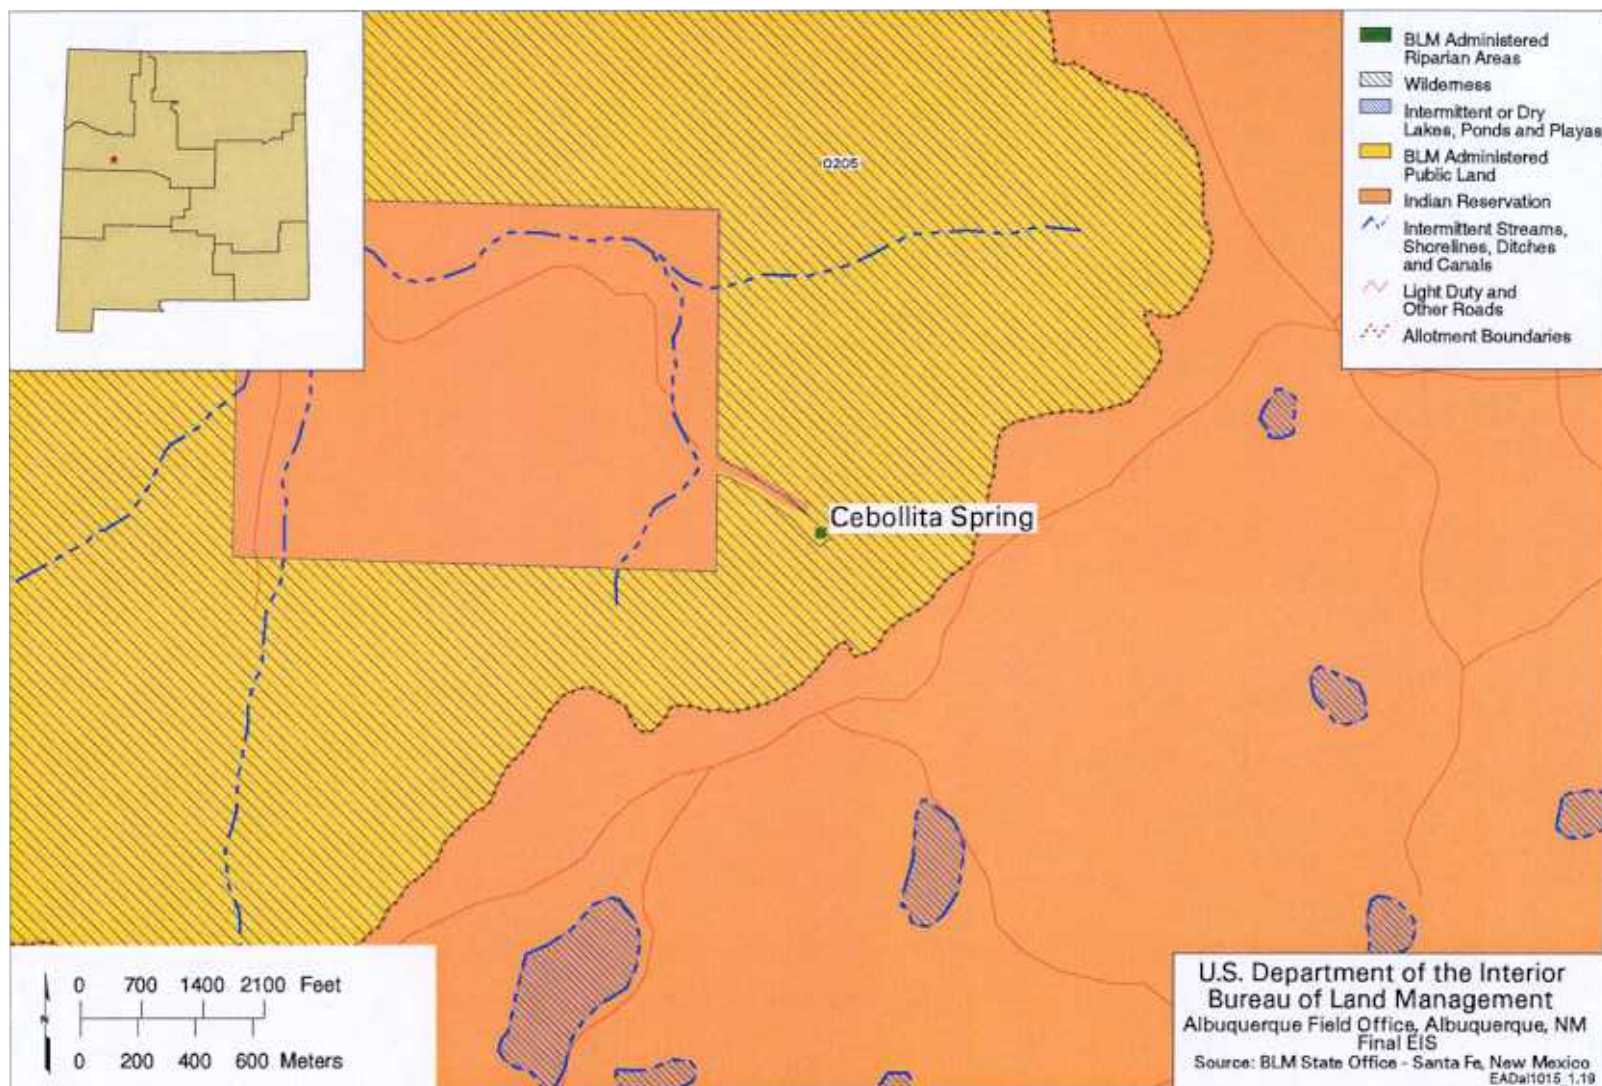 BLM Administered
Riparian Areas
Wilderness
Intermittent or Dry
Lakes, Ponds and Playas
BLM Administered
Public Land
Indian Reservation
Intermittent Streams,
Shorelines, Ditches
and Canals
Light Duty and
Other Roads
Allotment Boundaries
0205
Cebollita Spring
0 700 1400 2100 Feet
N
0 200 400 600 Meters
U.S. Department of the Interior
Bureau of Land Management
Albuquerque Field Office, Albuquerque, NM
Final EIS
Source: BLM State Office - Santa Fe, New Mexico
EADal1015 1.19